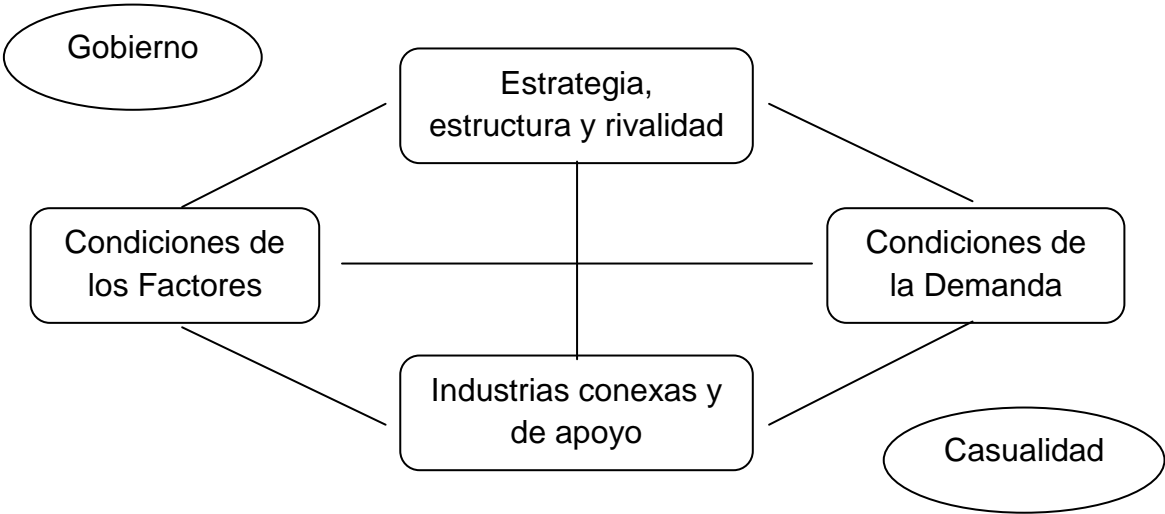 Gobierno
Estrategia,
estructura y rivalidad
Condiciones de
los Factores
Condiciones de
la Demanda
Industrias conexas y
de apoyo
Casualidad